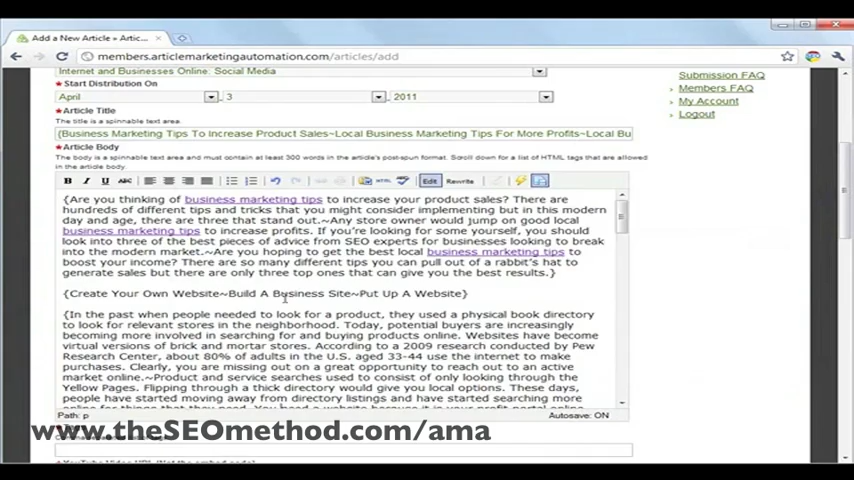 Add a New Article » Artic...
members.articlemarketingautomation.com/articles/add
Internet and Businesses Online: Social Media
Submission FAQ
★Start Distribution On
Members FAQ
April
3
2011
My Account
★Article Title
Logout
The title is a spinnable text area.
{Business Marketing Tips To Increase Product Sales~Local Business Marketing Tips For More Profits~Local Bu
★Article Body
The body is a spinnable text area and must contain at least 300 words in the article's post-spun format. Scroll down for a list of HTML tags that are allowed
in the article body.
B I U ABC HTML Edit Rewrite
{Are you thinking of business marketing tips to increase your product sales? There are
hundreds of different tips and tricks that you might consider implementing but in this modern
day and age, there are three that stand out.~Any store owner would jump on good local
business marketing tips to increase profits. If you're looking for some yourself, you should
look into three of the best pieces of advice from SEO experts for businesses looking to break
into the modern market.~Are you hoping to get the best local business marketing tips to
boost your income? There are so many different tips you can pull out of a rabbit's hat to
generate sales but there are only three top ones that can give you the best results.}
{Create Your Own Website~Build A Business Site~Put Up A Website}
{In the past when people needed to look for a product, they used a physical book directory
to look for relevant stores in the neighborhood. Today, potential buyers are increasingly
becoming more involved in searching for and buying products online. Websites have become
virtual versions of brick and mortar stores. According to a 2009 research conducted by Pew
Research Center, about 80% of adults in the U.S. aged 33-44 use the internet to make
purchases. Clearly, you are missing out on a great opportunity to reach out to an active
market online.~Product and service searches used to consist of only looking through the
Yellow Pages. Flipping through a thick directory would give you local options. These days,
people have started moving away from directory listings and have started searching more
online for things that they need. You need a website because it is your profit portal online
Path: p
Autosave: ON
www.theSEOmethod.com/ama